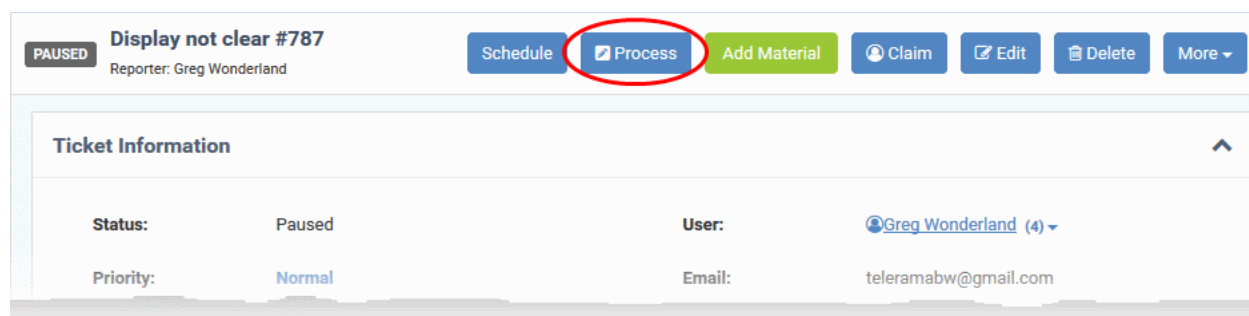 PAUSED
Display not clear #787
Reporter: Greg Wonderland
Schedule
Process
Add Material
Claim
Edit
Delete
More
Ticket Information
Status: Paused User: Greg Wonderland (4)
Priority: Normal Email: teleramabw@gmail.com